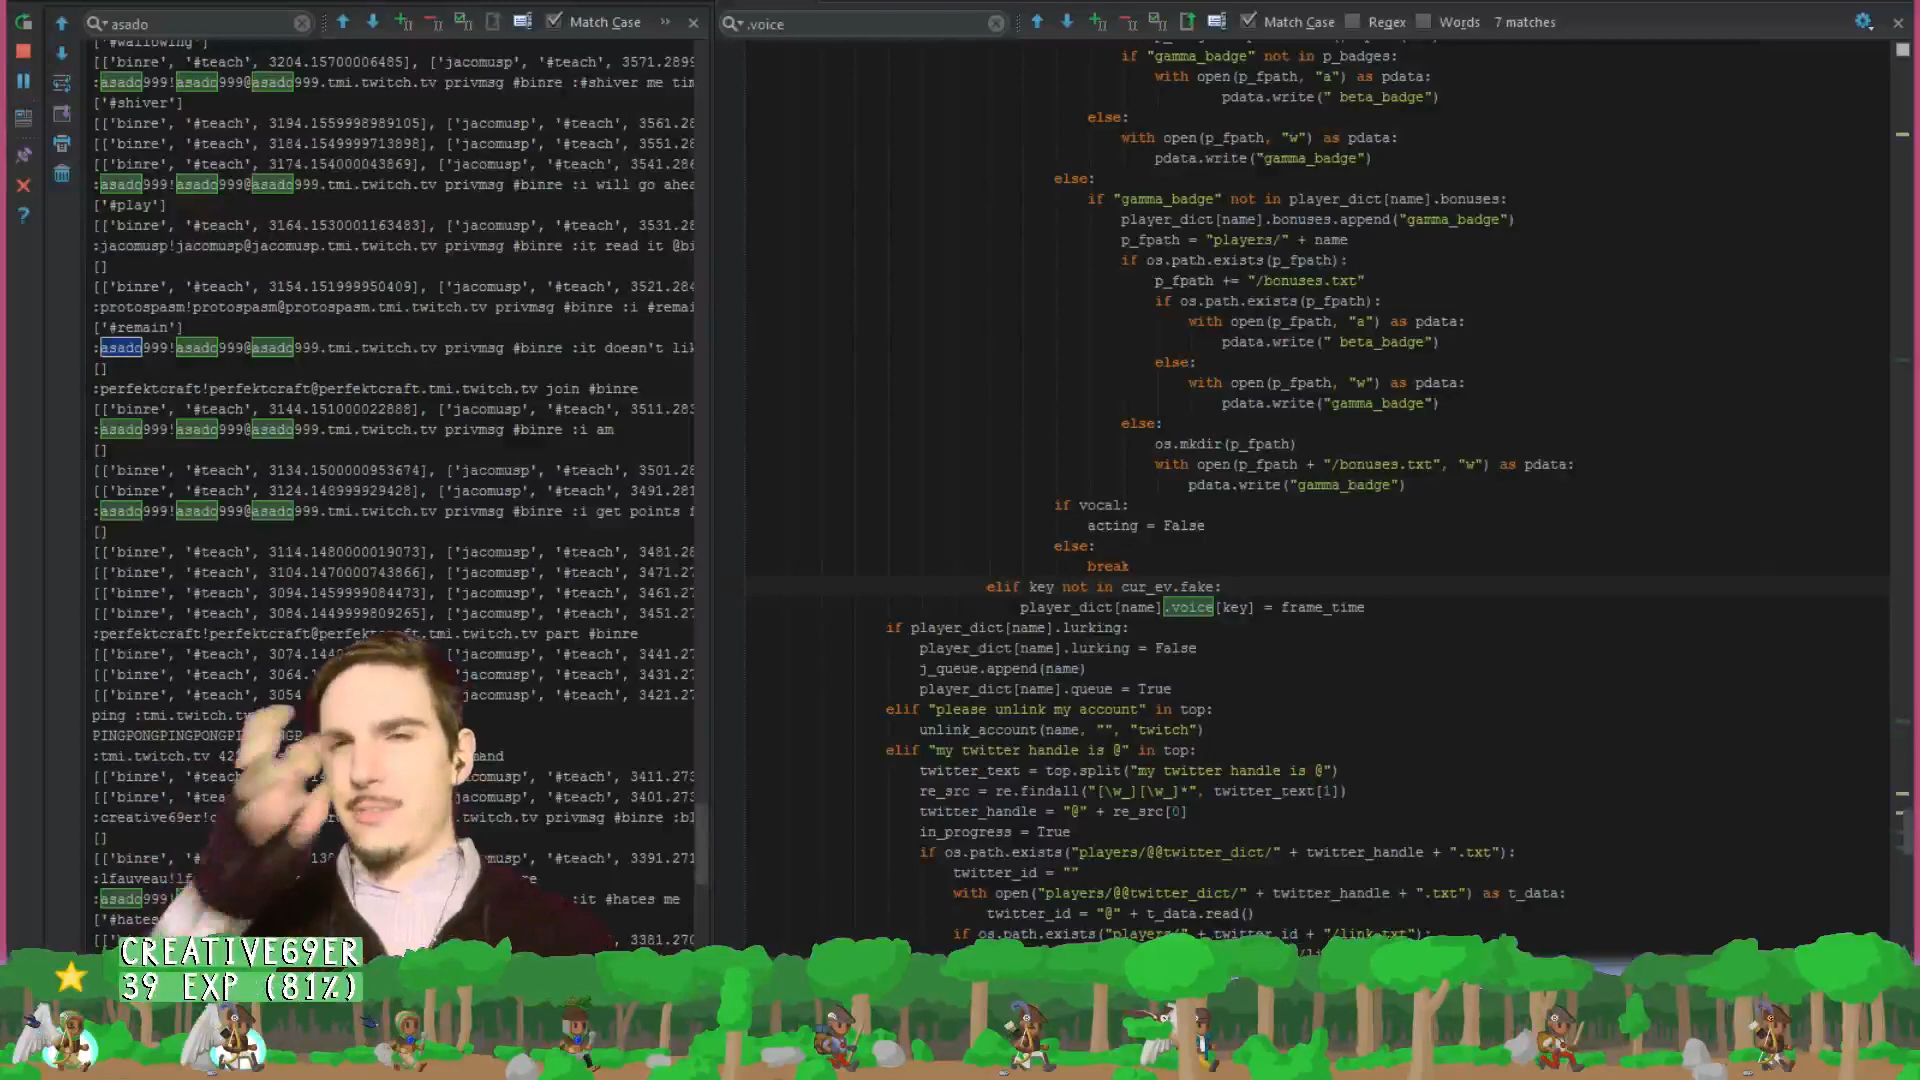 asado
Match Case
['#wallowing']
[['binre', '#teach', 3204.15700006485], ['jacomusp', '#teach', 3571.2899
:asado999!asado999@asado999.tmi.twitch.tv privmsg #binre :#shiver me tim
['#shiver']
[['binre', '#teach', 3194.1559998989105], ['jacomusp', '#teach', 3561.28
[['binre', '#teach', 3184.1549999713898], ['jacomusp', '#teach', 3551.28
[['binre', '#teach', 3174.154000043869], ['jacomusp', '#teach', 3541.286
:asado999!asado999@asado999.tmi.twitch.tv privmsg #binre :i will go ahea
['#play']
[['binre', '#teach', 3164.1530001163483], ['jacomusp', '#teach', 3531.28
:jacomusp!jacomusp@jacomusp.tmi.twitch.tv privmsg #binre :it read it @bi
[]
[['binre', '#teach', 3154.151999950409], ['jacomusp', '#teach', 3521.284
:protospasm!protospasm@protospasm.tmi.twitch.tv privmsg #binre :i #remai
['#remain']
:asado999!asado999@asado999.tmi.twitch.tv privmsg #binre :it doesn't lik
[]
:perfektcraft!perfektcraft@perfektcraft.tmi.twitch.tv join #binre
[['binre', '#teach', 3144.151000022888], ['jacomusp', '#teach', 3511.283
:asado999!asado999@asado999.tmi.twitch.tv privmsg #binre :i am
[]
[['binre', '#teach', 3134.1500000953674], ['jacomusp', '#teach', 3501.28
[['binre', '#teach', 3124.148999929428], ['jacomusp', '#teach', 3491.281
:asado999!asado999@asado999.tmi.twitch.tv privmsg #binre :i get points f
[]
[['binre', '#teach', 3114.1480000019073], ['jacomusp', '#teach', 3481.28
[['binre', '#teach', 3104.1470000743866], ['jacomusp', '#teach', 3471.27
[['binre', '#teach', 3094.1459999084473], ['jacomusp', '#teach', 3461.27
[['binre', '#teach', 3084.1449999809265], ['jacomusp', '#teach', 3451.27
:perfektcraft!perfektcraft@perfektcraft.tmi.twitch.tv part #binre
[['binre', '#teach', 3074.144 jacomusp', '#teach', 3441.27
[['binre', '#teach', 3064. jacomusp', '#teach', 3431.27
[['binre', '#teach', 3054 jacomusp', '#teach', 3421.27
ping :tmi.twitch.tv
PINGPONGPINGPONGPI
:tmi.twitch.tv 42 mand
[['binre', '#teach' jacomusp', '#teach', 3411.273
[['binre', '#tea jacomusp', '#teach', 3401.273
:creative69er! .twitch.tv privmsg #binre :bl
[]
[['binre', '#teach' comusp', '#teach', 3391.271
:lfauveau!lf re
:asado :it #hates me
['#hates
[['binre', 3381.270
.voice
Match Case
Regex
Words
7 matches
if "gamma_badge" not in p_badges:
with open(p_fpath, "a") as pdata:
pdata.write(" beta_badge")
else:
with open(p_fpath, "w") as pdata:
pdata.write("gamma_badge")
else:
if "gamma_badge" not in player_dict[name].bonuses:
player_dict[name].bonuses.append("gamma_badge")
p_fpath = "players/" + name
if os.path.exists(p_fpath):
p_fpath += "/bonuses.txt"
if os.path.exists(p_fpath):
with open(p_fpath, "a") as pdata:
pdata.write(" beta_badge")
else:
with open(p_fpath, "w") as pdata:
pdata.write("gamma_badge")
else:
os.mkdir(p_fpath)
with open(p_fpath + "/bonuses.txt", "w") as pdata:
pdata.write("gamma_badge")
if vocal:
acting = False
else:
break
elif key not in cur_ev.fake:
player_dict[name].voice[key] = frame_time
if player_dict[name].lurking:
player_dict[name].lurking = False
j_queue.append(name)
player_dict[name].queue = True
elif "please unlink my account" in top:
unlink_account(name, "", "twitch")
elif "my twitter handle is @" in top:
twitter_text = top.split("my twitter handle is @")
re_src = re.findall("[\w_][\w_]*", twitter_text[1])
twitter_handle = "@" + re_src[0]
in_progress = True
if os.path.exists("players/@@twitter_dict/" + twitter_handle + ".txt"):
twitter_id = ""
with open("players/@@twitter_dict/" + twitter_handle + ".txt") as t_data:
twitter_id = "@" + t_data.read()
if os.path.exists("players/" + twitter_id + "/link.txt"):
CREATIVE69ER
39 EXP (81%)